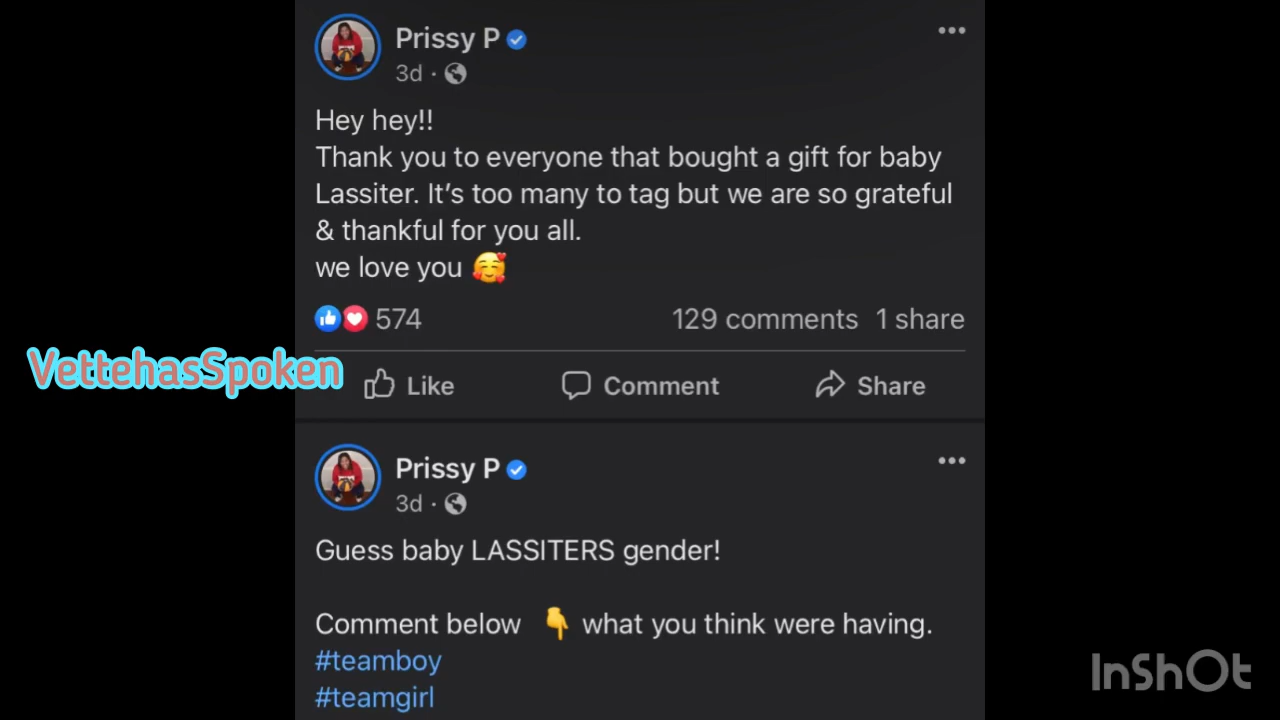 Prissy P
3d ·
Hey hey!!
Thank you to everyone that bought a gift for baby
Lassiter. It’s too many to tag but we are so grateful
& thankful for you all.
we love you 🥰
574 129 comments 1 share
VettehasSpoken
Like Comment Share
Prissy P
3d ·
Guess baby LASSITERS gender!
Comment below 👇 what you think were having.
#teamboy
#teamgirl
InShOt